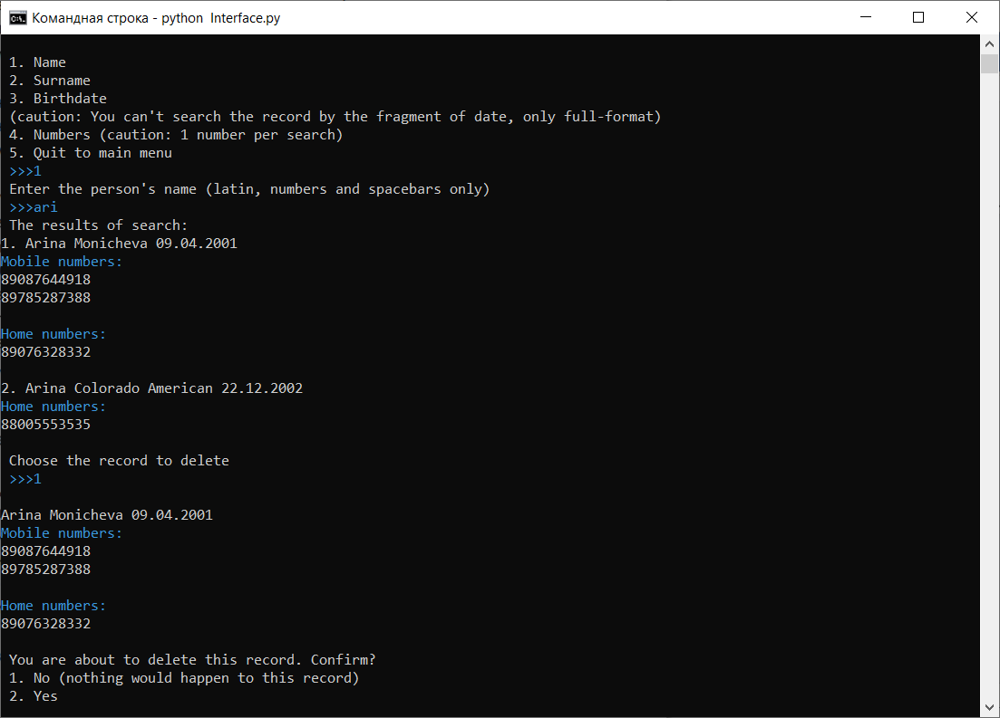 Командная строка - python  Interface.py
1. Name
2. Surname
3. Birthdate
(caution: You can't search the record by the fragment of date, only full-format)
4. Numbers (caution: 1 number per search)
5. Quit to main menu
>>>1
Enter the person's name (latin, numbers and spacebars only)
>>>ari
The results of search:
1. Arina Monicheva 09.04.2001
Mobile numbers:
89087644918
89785287388
Home numbers:
89076328332
2. Arina Colorado American 22.12.2002
Home numbers:
88005553535
Choose the record to delete
>>>1
Arina Monicheva 09.04.2001
Mobile numbers:
89087644918
89785287388
Home numbers:
89076328332
You are about to delete this record. Confirm?
1. No (nothing would happen to this record)
2. Yes